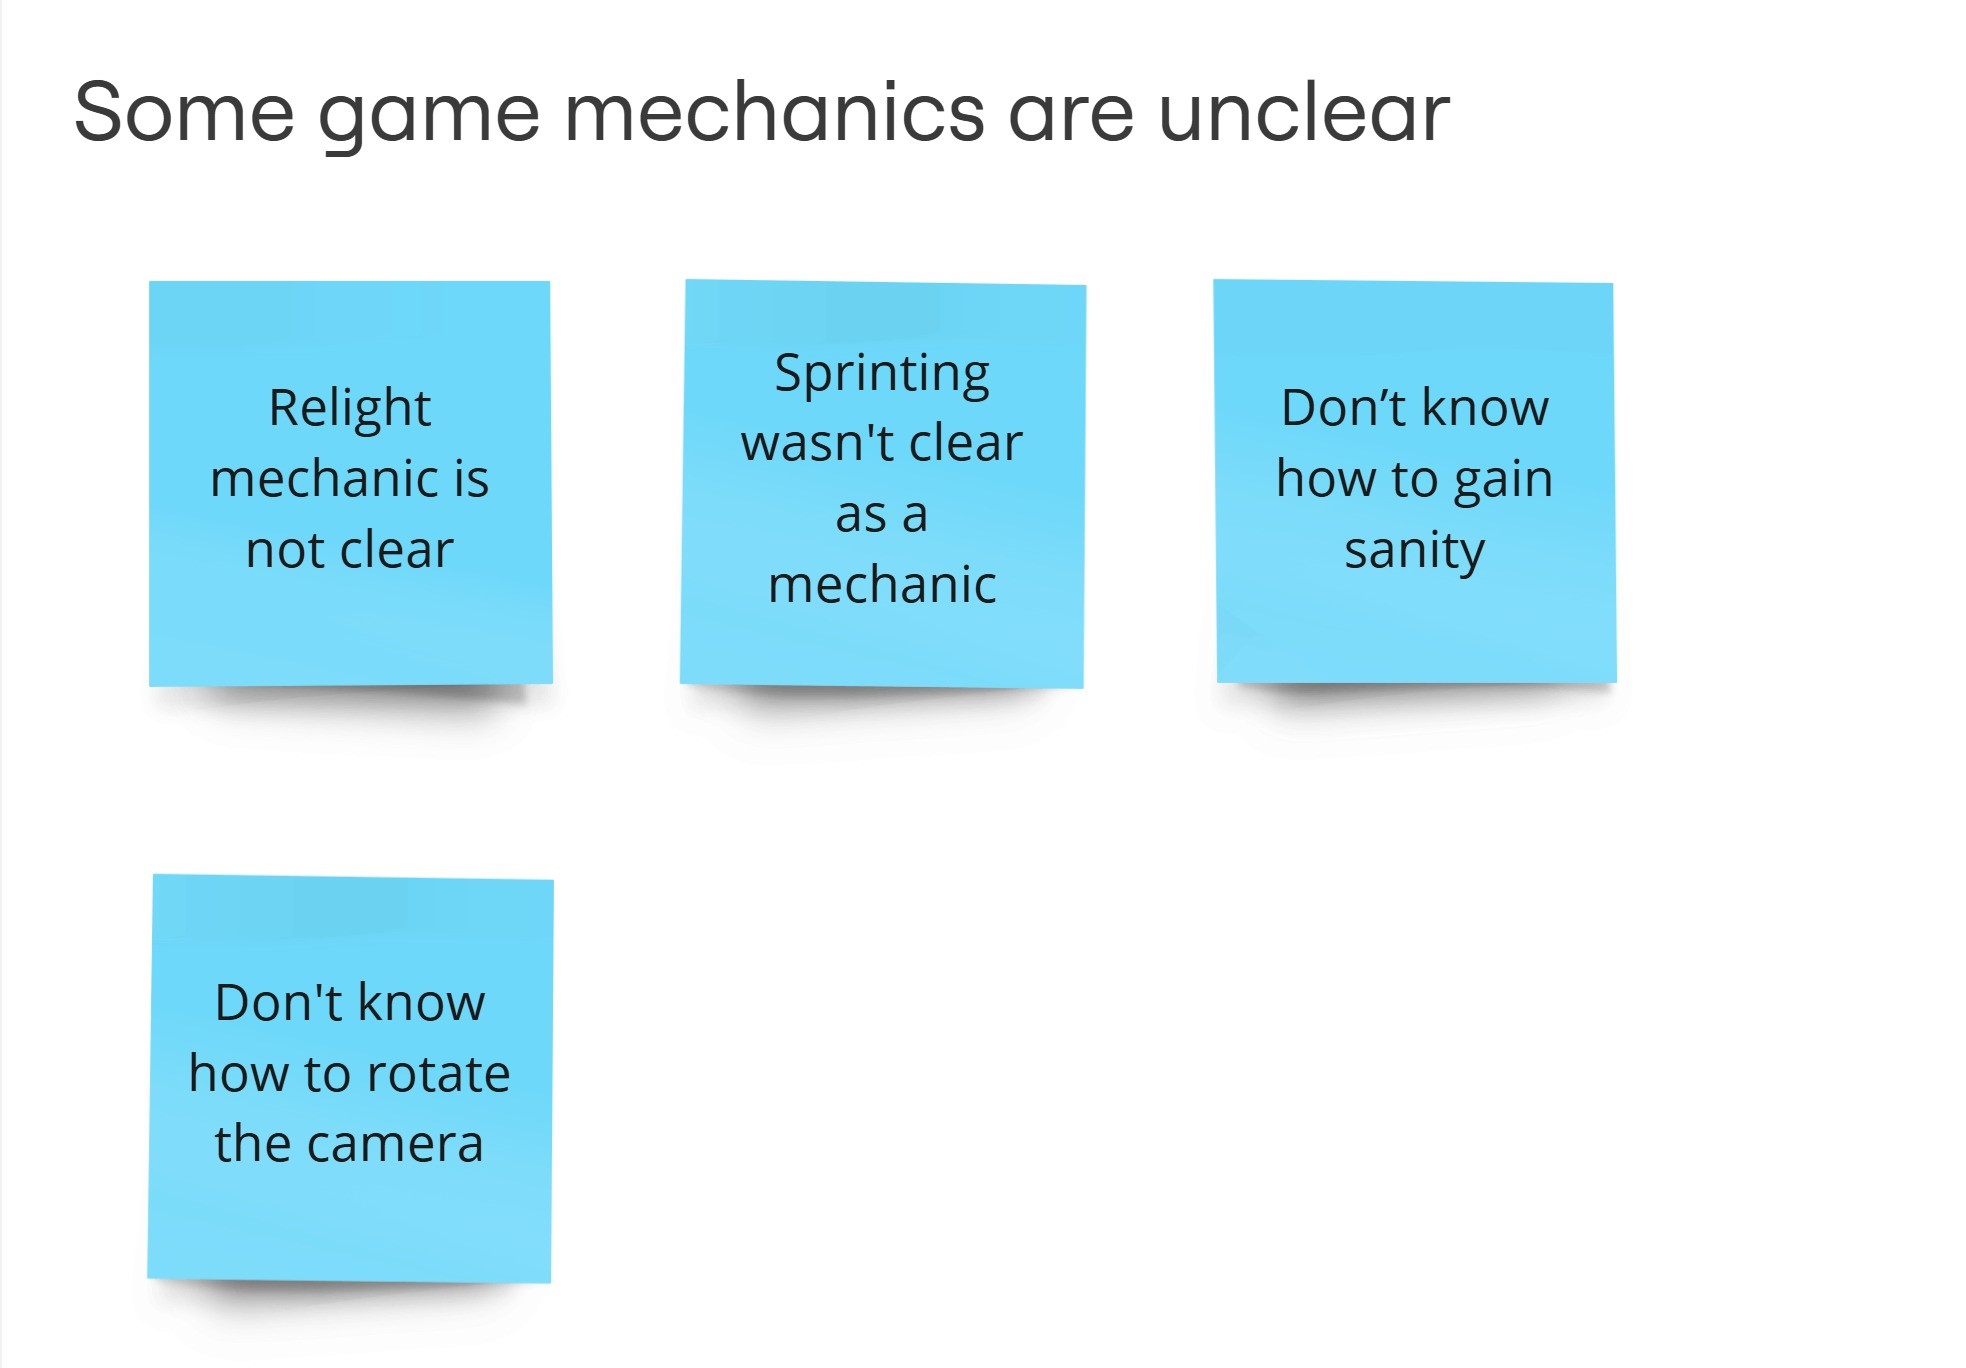 Some game mechanics are unclear
Relight
mechanic is
not clear
Sprinting
wasn't clear
as a
mechanic
Don’t know
how to gain
sanity
Don't know
how to rotate
the camera